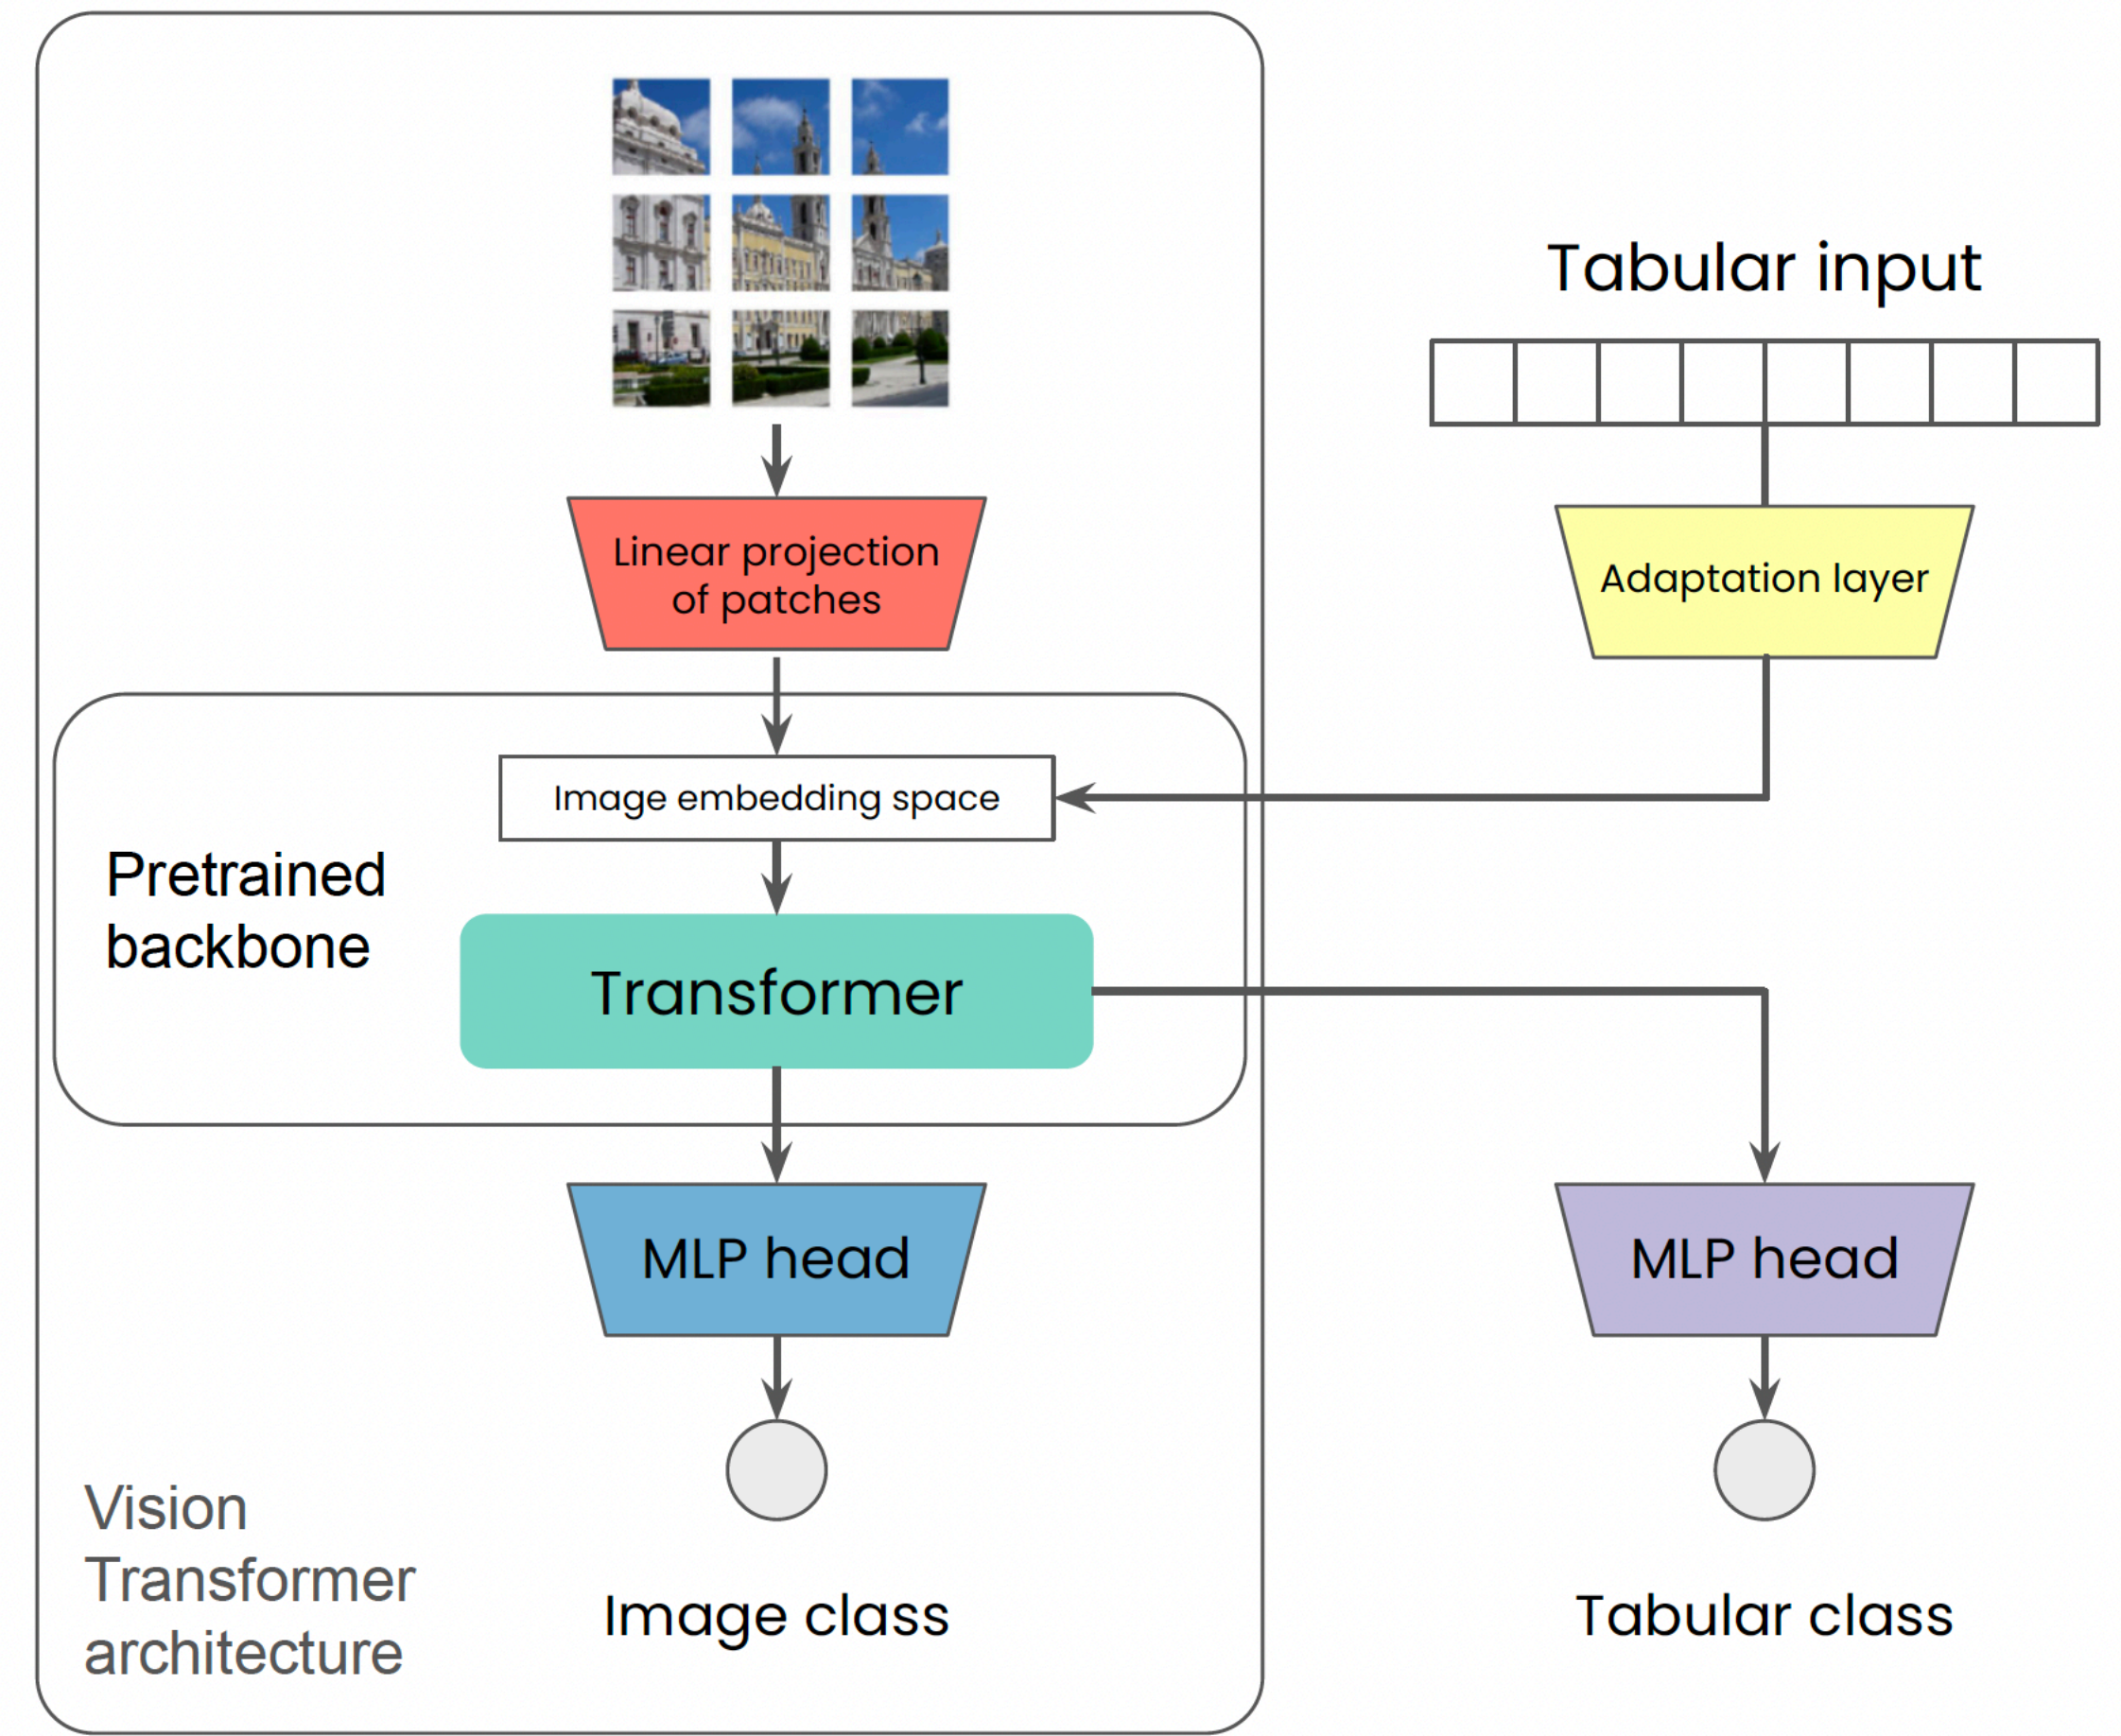 Tabular input
Linear projection
of patches
Adaptation layer
Image embedding space
Pretrained
backbone
Transformer
MLP head
MLP head
Vision
Transformer
architecture
Image class
Tabular class